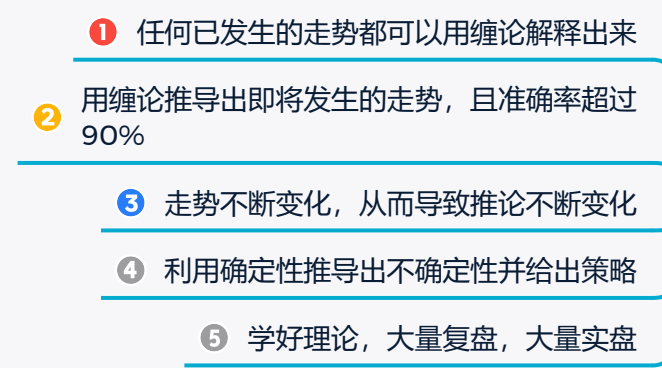 1 任何已发生的走势都可以用缠论解释出来
2 用缠论推导出即将发生的走势，且准确率超过
90%
3 走势不断变化，从而导致推论不断变化
4 利用确定性推导出不确定性并给出策略
5 学好理论，大量复盘，大量实盘